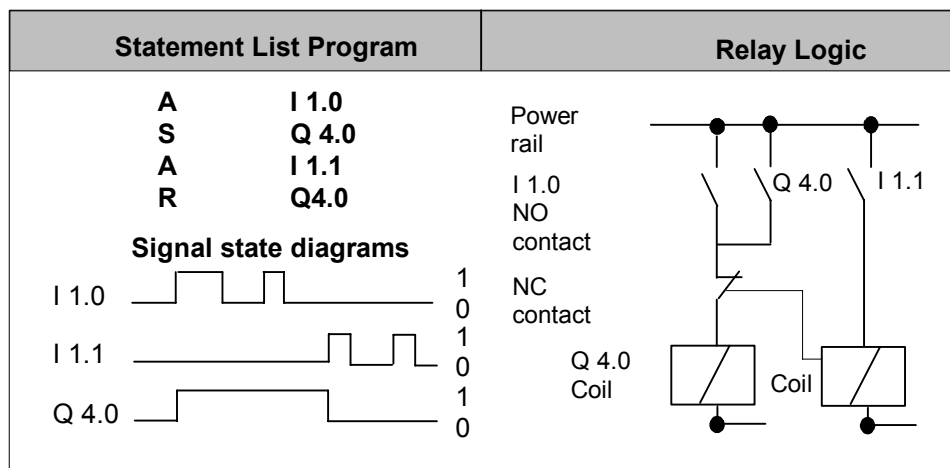 Statement List Program
Relay Logic
A I 1.0
S Q 4.0
A I 1.1
R Q4.0
Signal state diagrams
I 1.0 1
0
I 1.1 1
0
Q 4.0 1
0
Power
rail
I 1.0
NO
contact
Q 4.0
I 1.1
NC
contact
Q 4.0
Coil
Coil